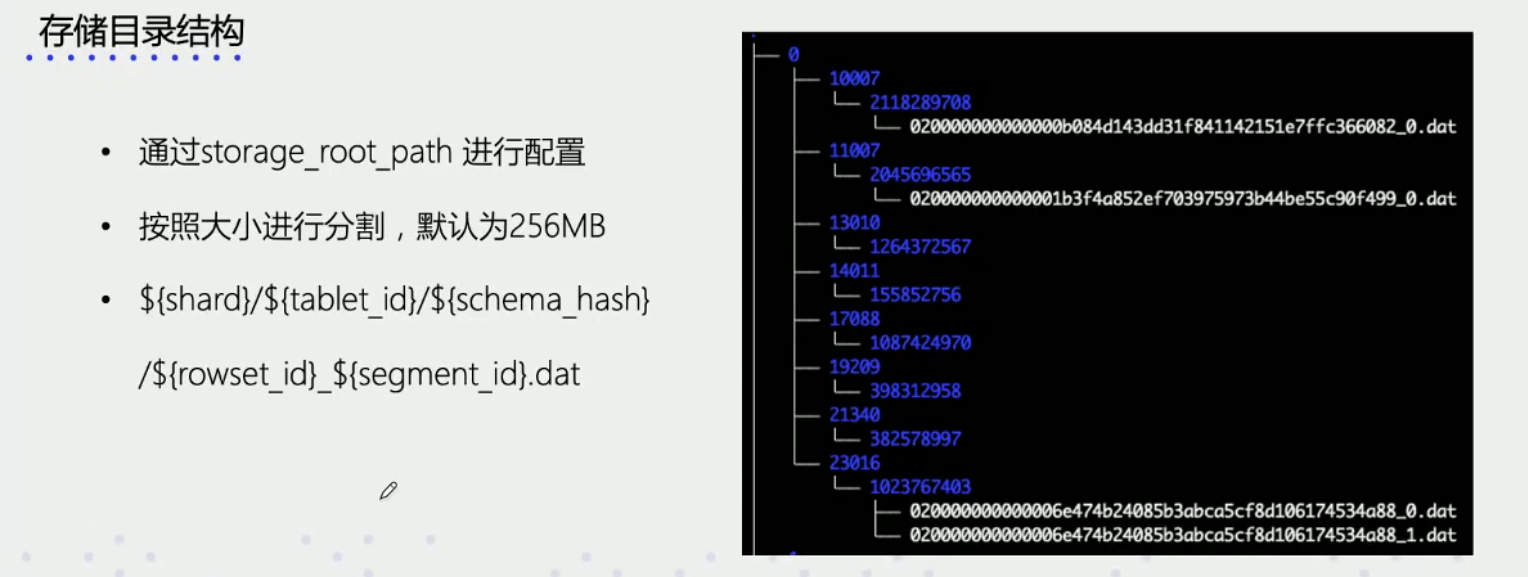 存储目录结构
• 通过storage_root_path 进行配置
• 按照大小进行分割，默认为256MB
• ${shard}/${tablet_id}/${schema_hash}
/${rowset_id}_${segment_id}.dat
0
10007
2118289708
020000000000000b084d143dd31f841142151e7ffc366082_0.dat
11007
2045696565
020000000000001b3f4a852ef703975973b44be55c90f499_0.dat
13010
1264372567
14011
155852756
17088
1087424970
19209
398312958
21340
382578997
23016
1023767403
020000000000006e474b24085b3abca5cf8d106174534a88_0.dat
020000000000006e474b24085b3abca5cf8d106174534a88_1.dat